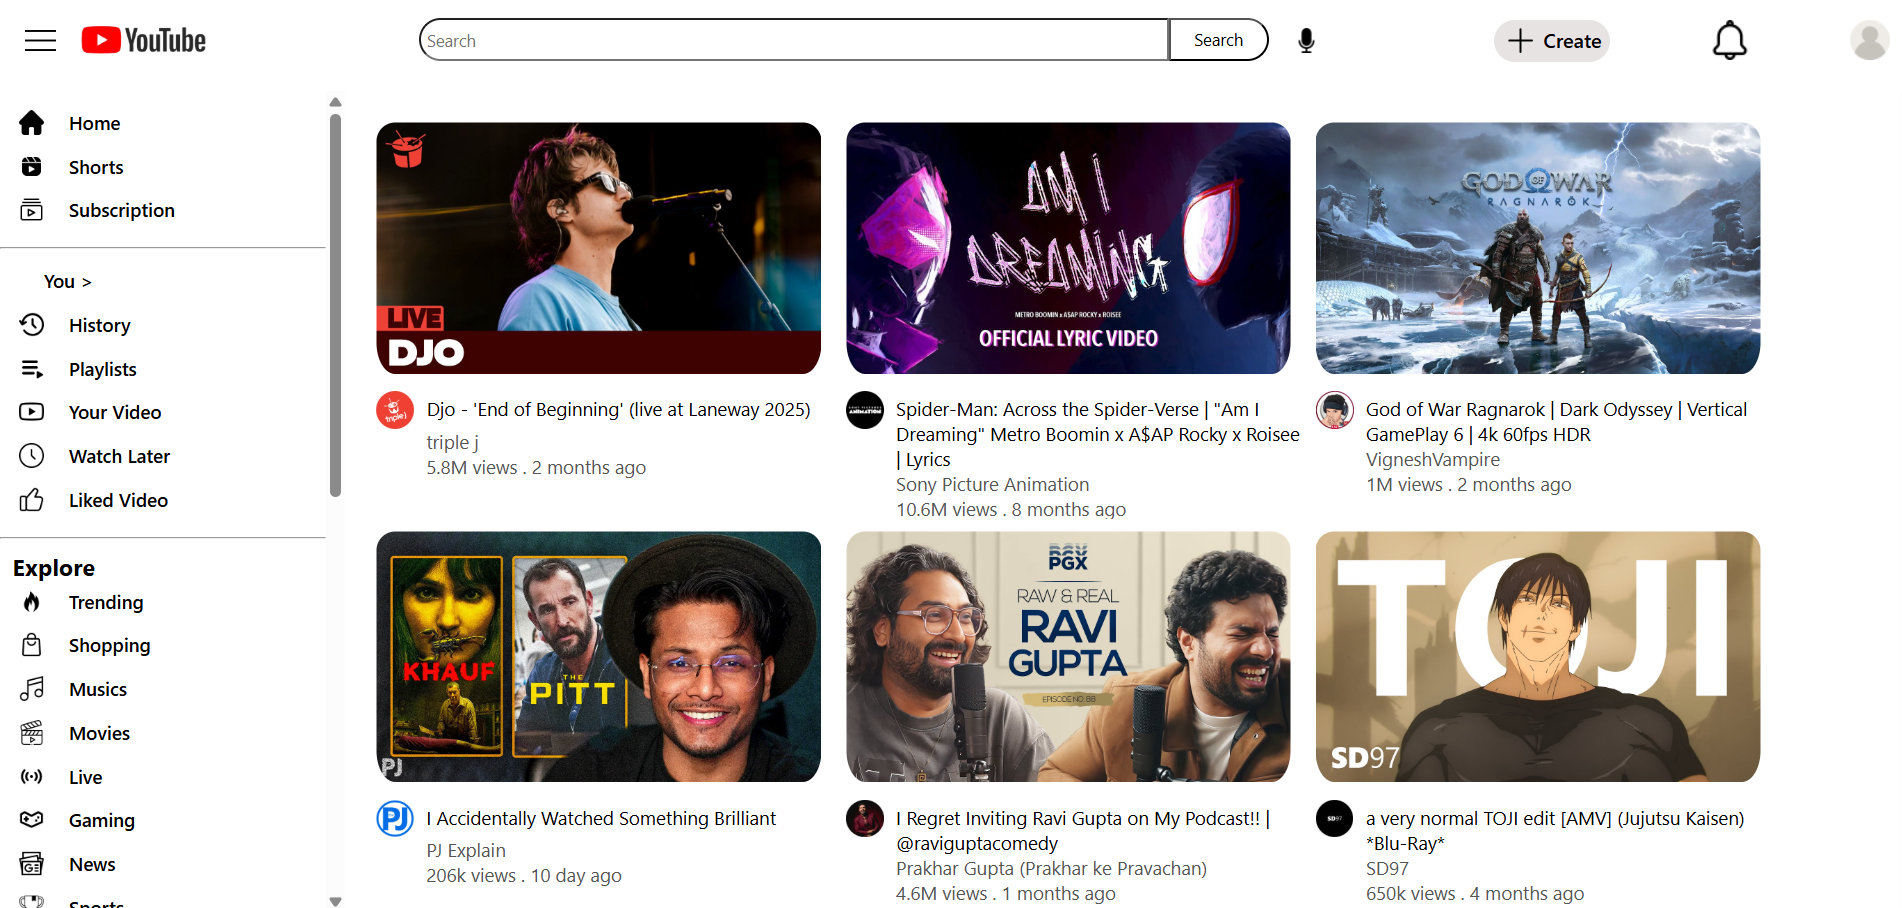 YouTube
Search
Search
Create
Home
Shorts
Subscription
You >
History
Playlists
Your Video
Watch Later
Liked Video
Explore
Trending
Shopping
Musics
Movies
Live
Gaming
News
Sports
LIVE
DJO
triple j
Djo - 'End of Beginning' (live at Laneway 2025)
triple j
5.8M views . 2 months ago
AM I
DREAMING
METRO BOOMIN x A$AP ROCKY x ROISEE
OFFICIAL LYRIC VIDEO
ANIMATION
Spider-Man: Across the Spider-Verse | "Am I
Dreaming" Metro Boomin x A$AP Rocky x Roisee
| Lyrics
Sony Picture Animation
10.6M views . 8 months ago
GOD OF WAR
RAGNARÖK
God of War Ragnarok | Dark Odyssey | Vertical
GamePlay 6 | 4k 60fps HDR
VigneshVampire
1M views . 2 months ago
KHAUF
THE
PITT
PJ
PJ
I Accidentally Watched Something Brilliant
PJ Explain
206k views . 10 day ago
PGX
RAW & REAL
RAVI
GUPTA
EPISODE NO. 88
I Regret Inviting Ravi Gupta on My Podcast!! |
@raviguptacomedy
Prakhar Gupta (Prakhar ke Pravachan)
4.6M views . 1 months ago
TOJI
SD97
SD97
a very normal TOJI edit [AMV] (Jujutsu Kaisen)
*Blu-Ray*
SD97
650k views . 4 months ago